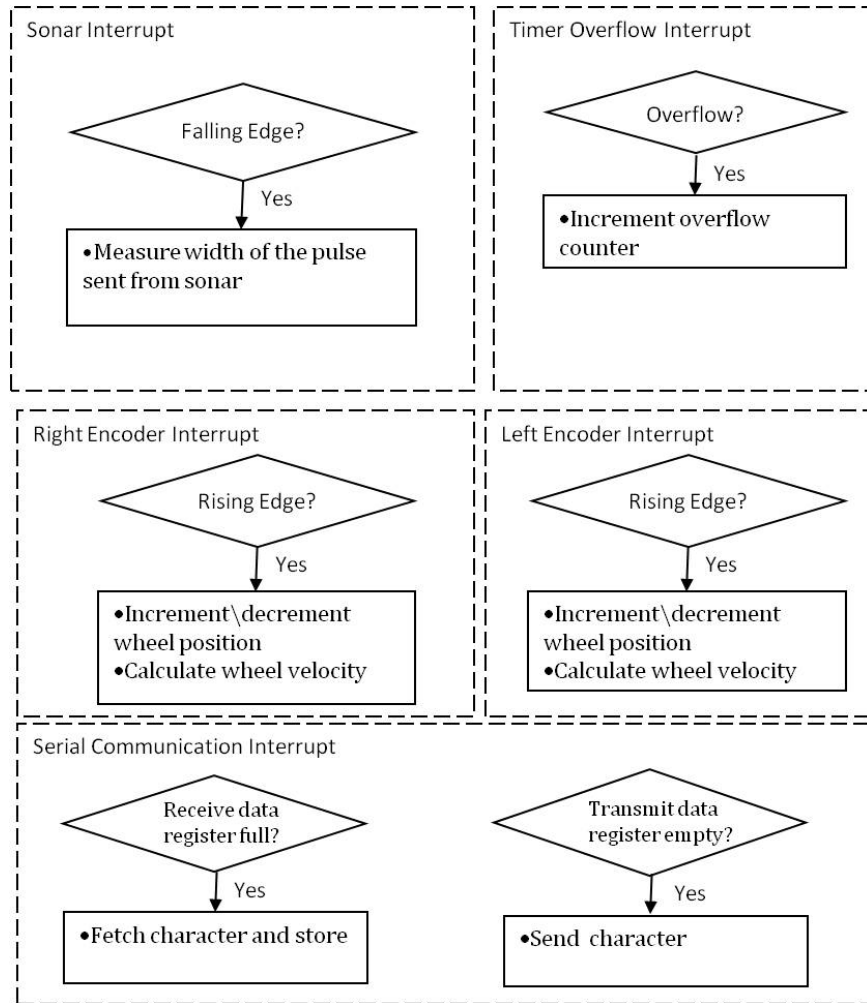 Sonar Interrupt
Falling Edge?
Yes
•Measure width of the pulse
sent from sonar
Timer Overflow Interrupt
Overflow?
Yes
•Increment overflow
counter
Right Encoder Interrupt
Rising Edge?
Yes
•Increment\decrement
wheel position
•Calculate wheel velocity
Left Encoder Interrupt
Rising Edge?
Yes
•Increment\decrement
wheel position
•Calculate wheel velocity
Serial Communication Interrupt
Receive data
register full?
Yes
•Fetch character and store
Transmit data
register empty?
Yes
•Send character